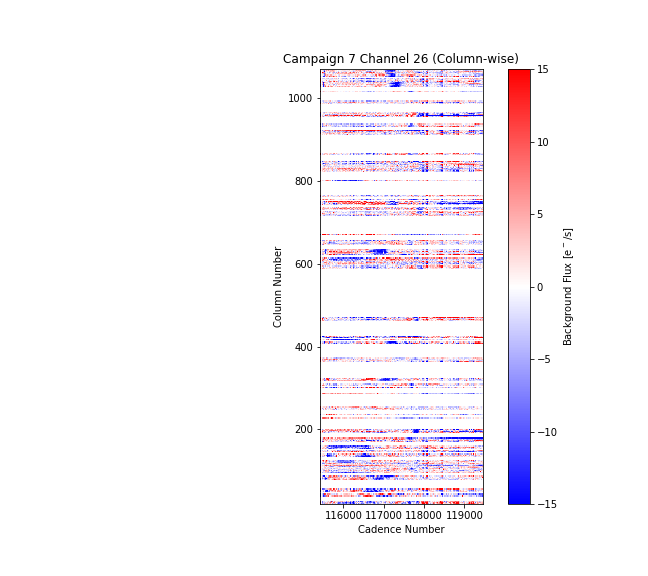 Campaign 7 Channel 26 (Column-wise)
Column Number
1000
800
600
400
200
116000 117000 118000 119000
Cadence Number
15
10
5
0
−5
−10
−15
Background Flux [e⁻/s]